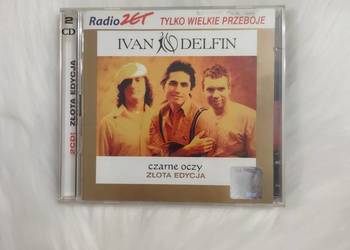 Radio ZET TYLKO WIELKIE PRZEBOJE
IVAN & DELFIN
czarne oczy
ZŁOTA EDYCJA
2 CD
2CD! ZŁOTA EDYCJA